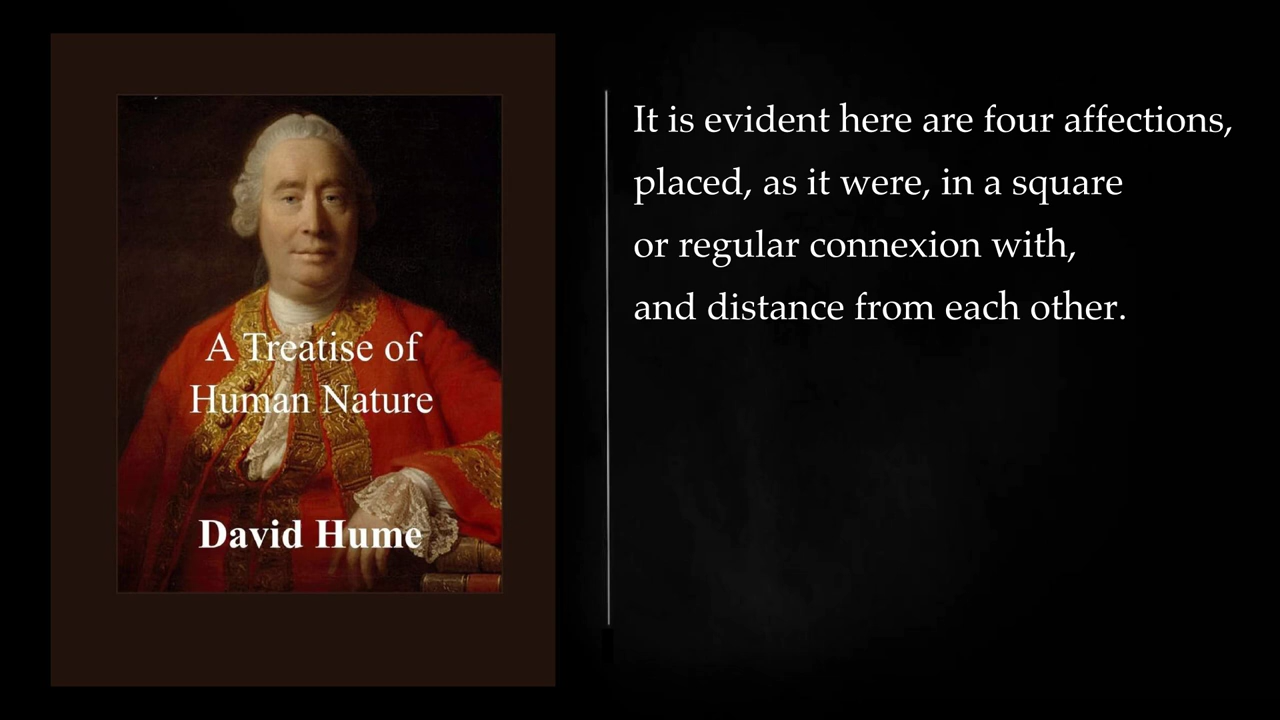 A Treatise of
Human Nature
David Hume
It is evident here are four affections,
placed, as it were, in a square
or regular connexion with,
and distance from each other.